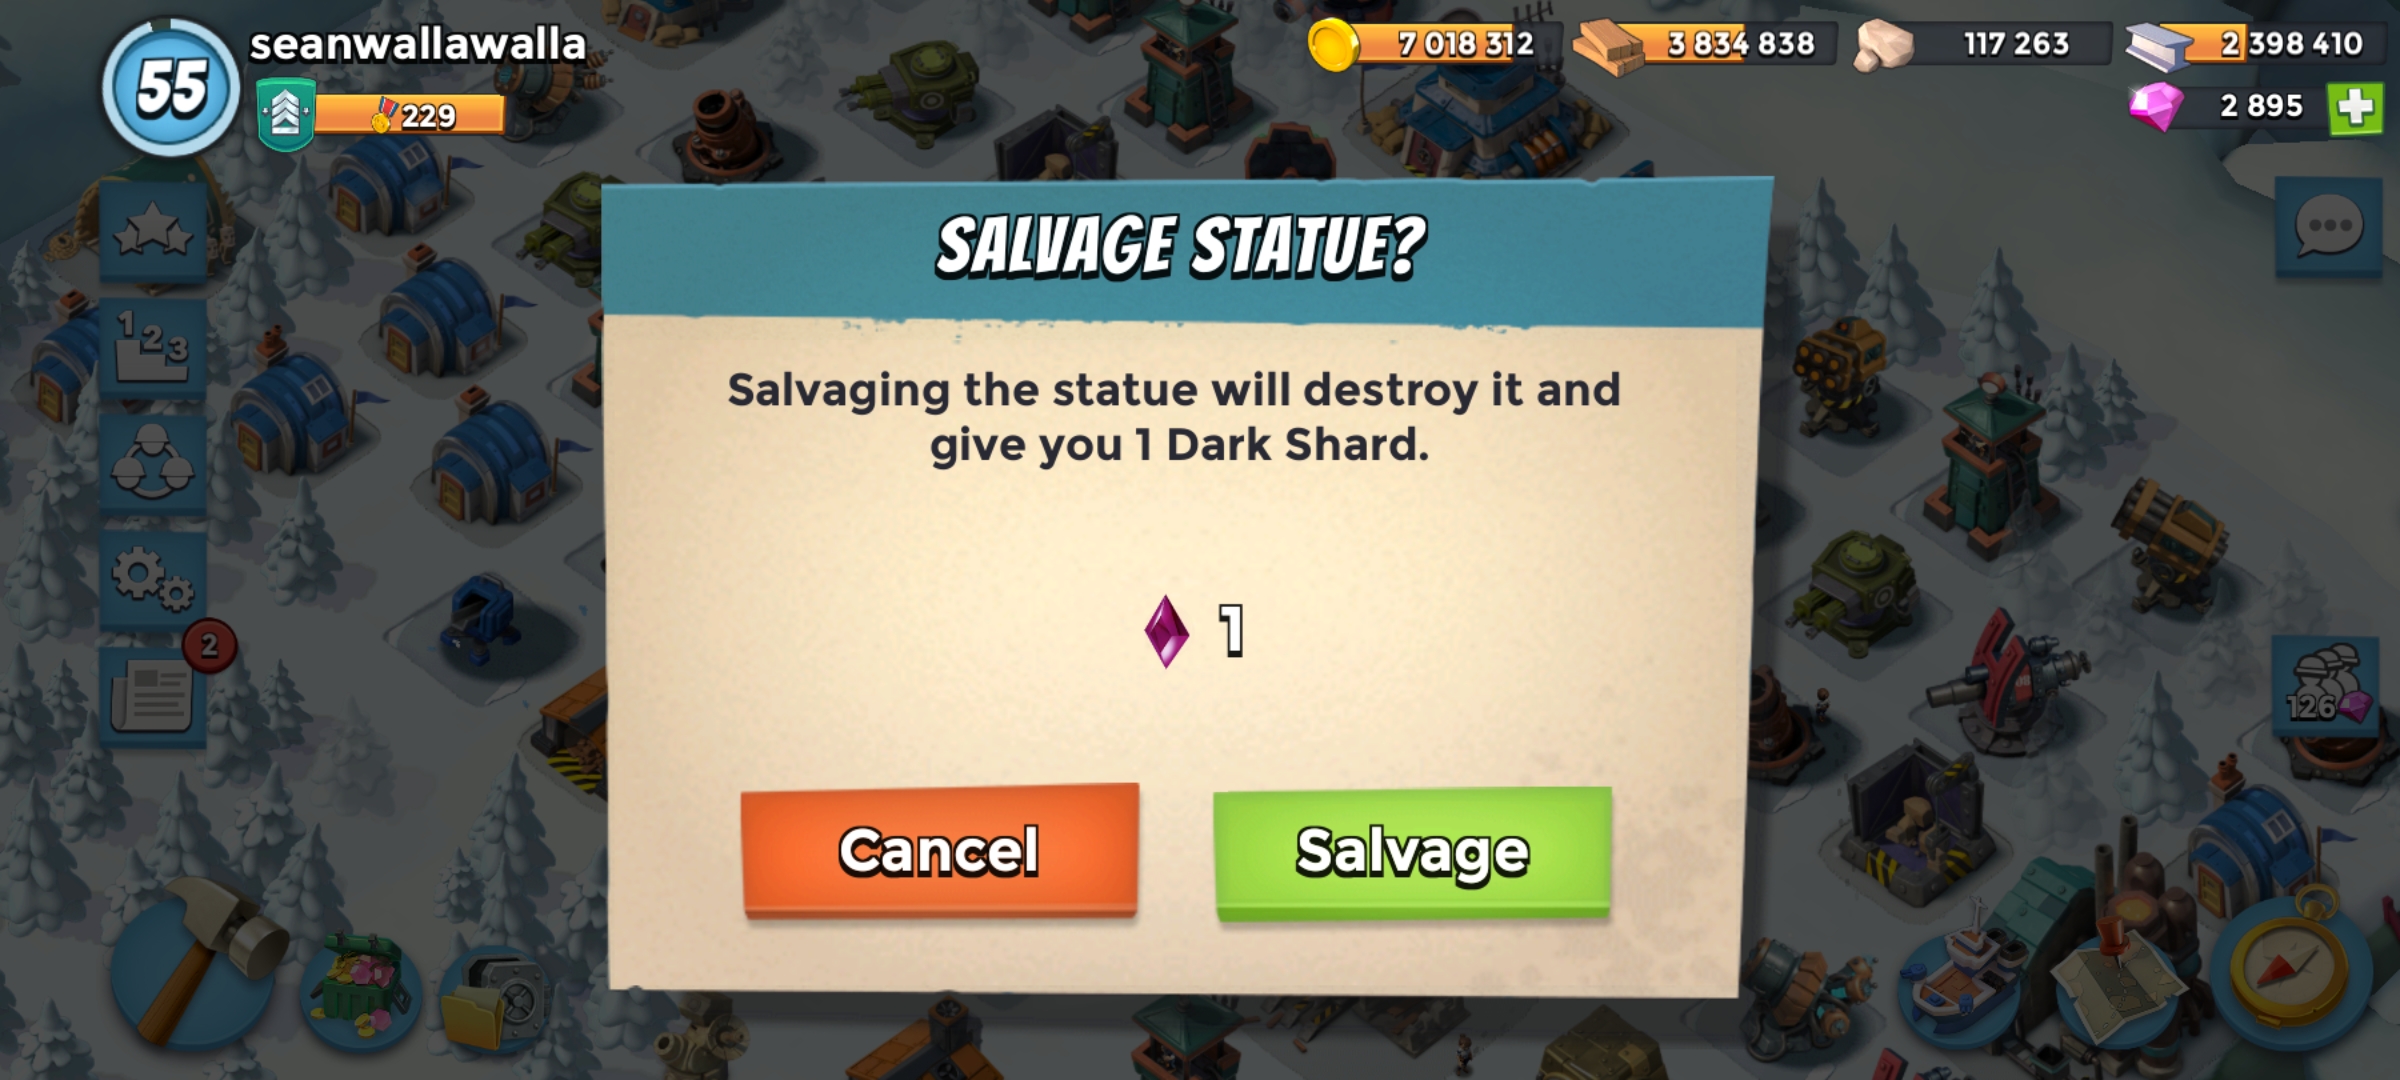 55
seanwallawalla
229
7 018 312
3 834 838
117 263
2 398 410
2 895
1 2 3
2
126
SALVAGE STATUE?
Salvaging the statue will destroy it and
give you 1 Dark Shard.
1
Cancel
Salvage